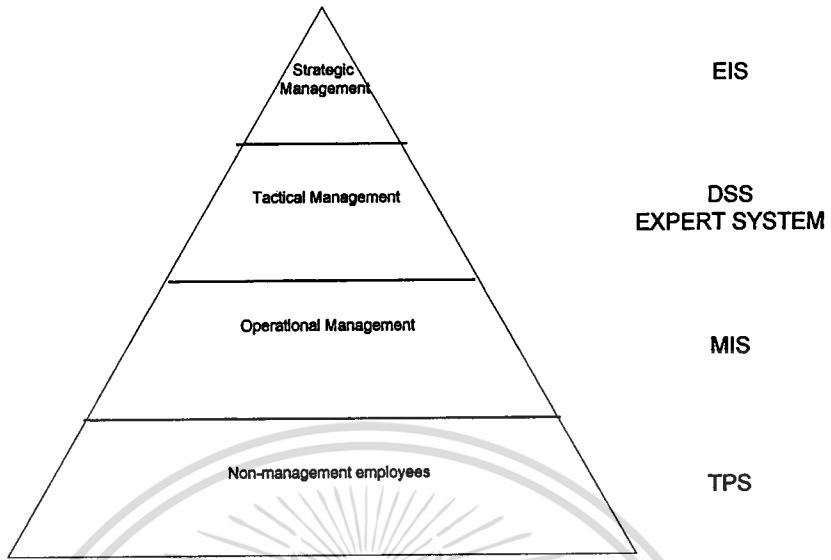 Strategic
Management
EIS
Tactical Management
DSS
EXPERT SYSTEM
Operational Management
MIS
Non-management employees
TPS